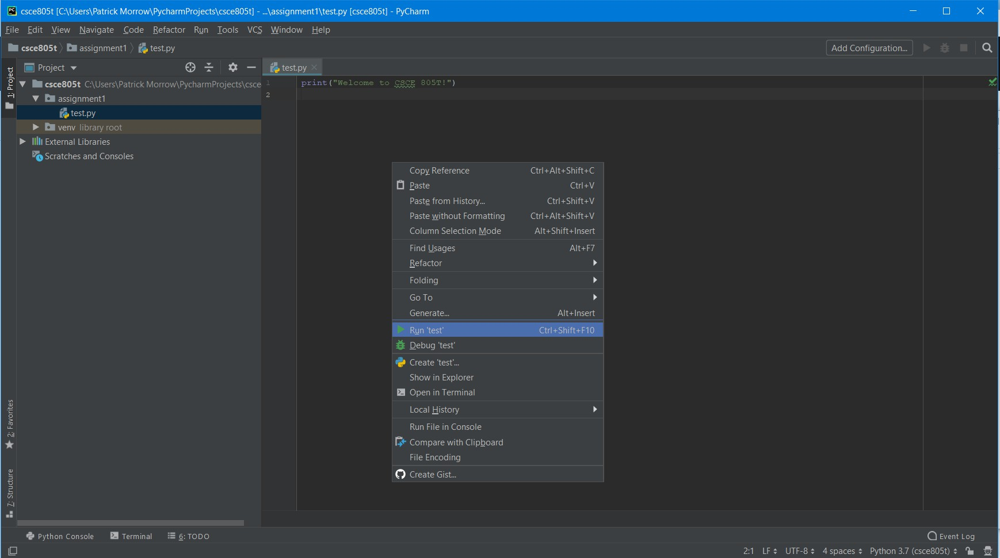 PC csce805t [C:\Users\Patrick Morrow\PycharmProjects\csce805t] - ...\assignment1\test.py [csce805t] - PyCharm
File Edit View Navigate Code Refactor Run Tools VCS Window Help
csce805t assignment1 test.py Add Configuration...
1: Project
Project
test.py
csce805t C:\Users\Patrick Morrow\PycharmProjects\csce
assignment1
test.py
venv library root
External Libraries
Scratches and Consoles
1 print("Welcome to CSCE 805T!")
2
Copy Reference Ctrl+Alt+Shift+C
Paste Ctrl+V
Paste from History... Ctrl+Shift+V
Paste without Formatting Ctrl+Alt+Shift+V
Column Selection Mode Alt+Shift+Insert
Find Usages Alt+F7
Refactor
Folding
Go To
Generate... Alt+Insert
Run 'test' Ctrl+Shift+F10
Debug 'test'
Create 'test'...
Show in Explorer
Open in Terminal
Local History
Run File in Console
Compare with Clipboard
File Encoding
Create Gist...
2: Favorites
7: Structure
Python Console Terminal 6: TODO Event Log
2:1 LF UTF-8 4 spaces Python 3.7 (csce805t)